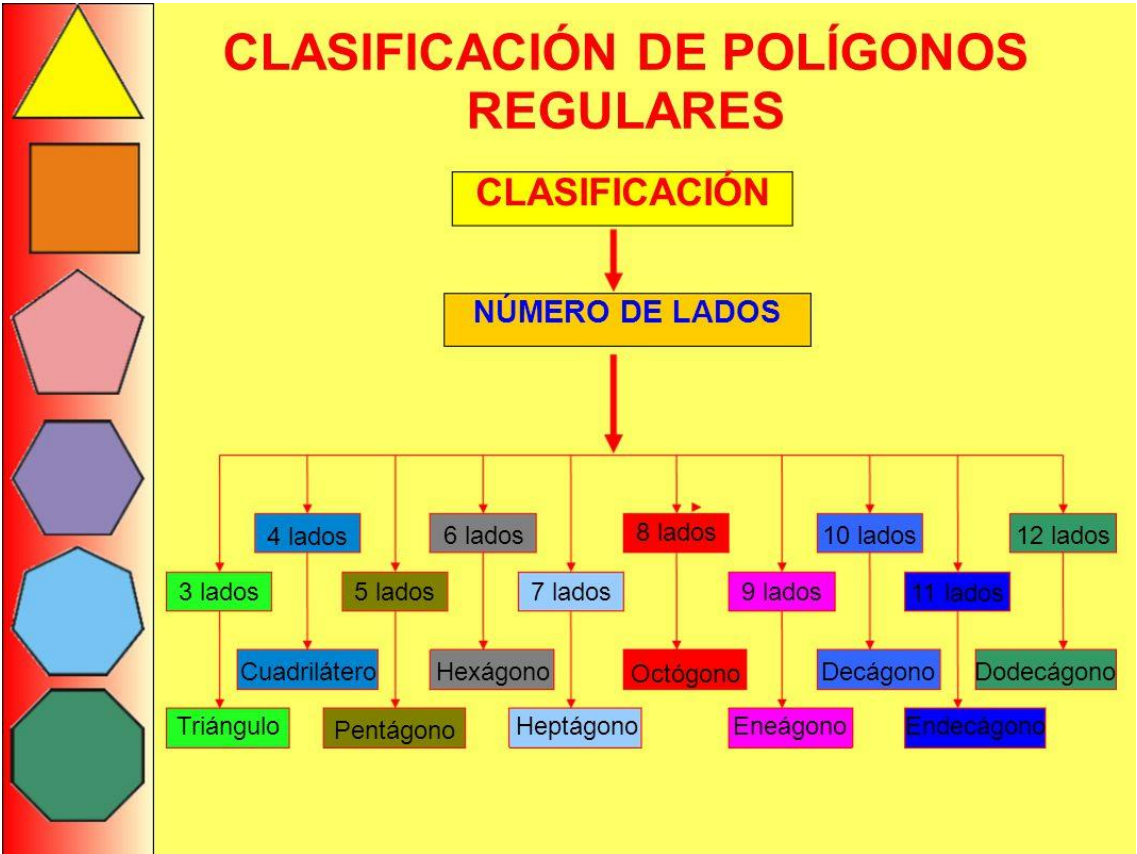 CLASIFICACIÓN DE POLÍGONOS
REGULARES
CLASIFICACIÓN
NÚMERO DE LADOS
4 lados
6 lados
8 lados
10 lados
12 lados
3 lados
5 lados
7 lados
9 lados
11 lados
Cuadrilátero
Hexágono
Octógono
Decágono
Dodecágono
Triángulo
Pentágono
Heptágono
Eneágono
Endecágono